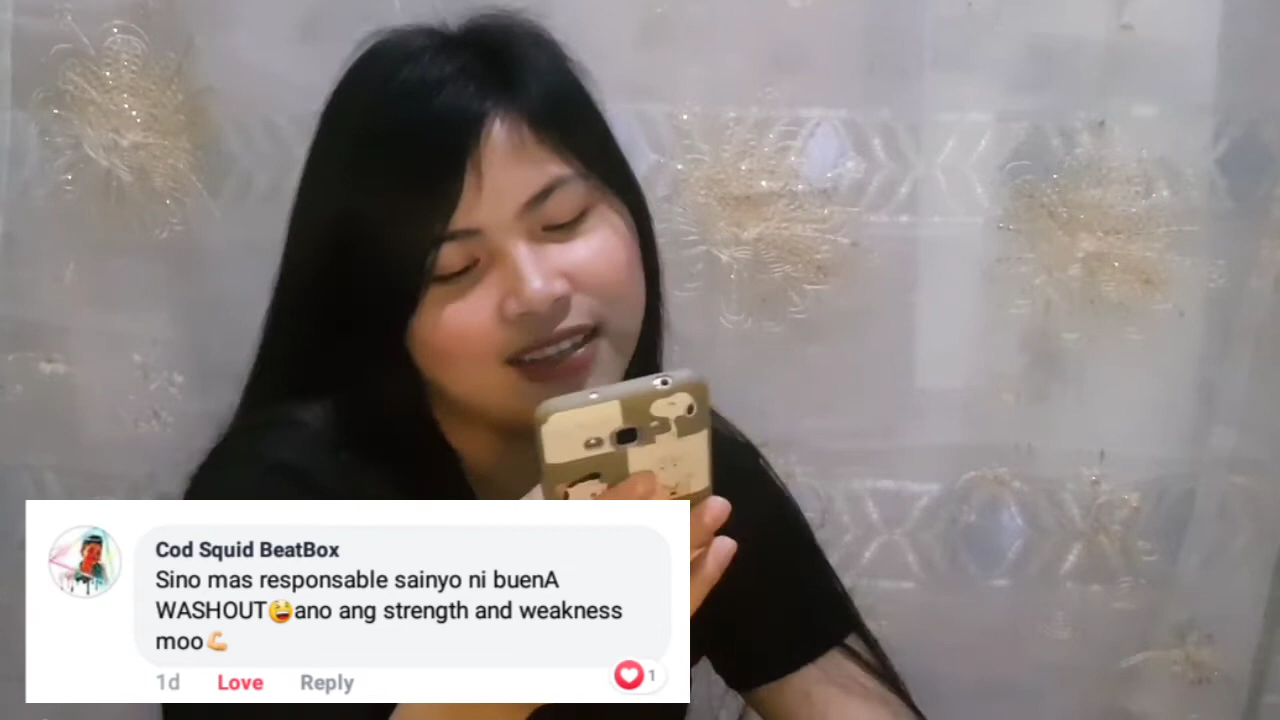 Cod Squid BeatBox
Sino mas responsable sainyo ni buenA
WASHOUT😄ano ang strength and weakness
moo💪🏻
1d Love Reply 1